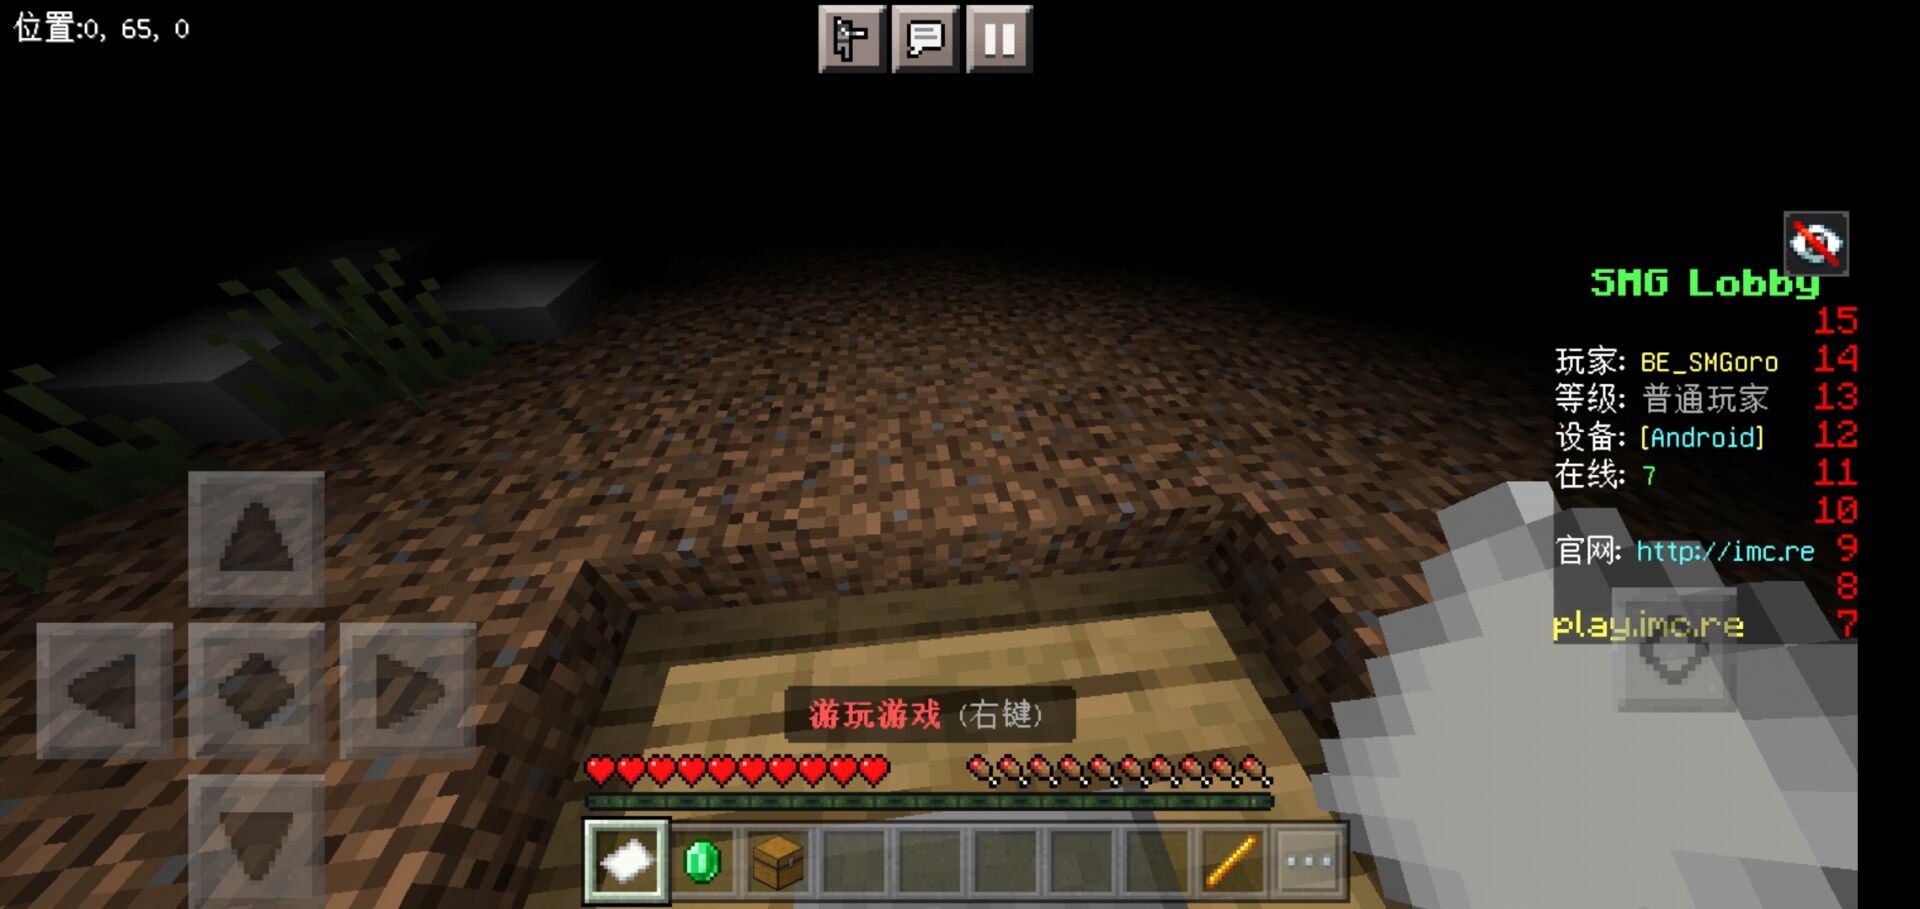 位置:0, 65, 0
SMG Lobby
15
玩家: BE_SMGoro 14
等级: 普通玩家 13
设备: [Android] 12
在线: 7 11
10
官网: http://imc.re 9
8
play.imc.re 7
游玩游戏 (右键)